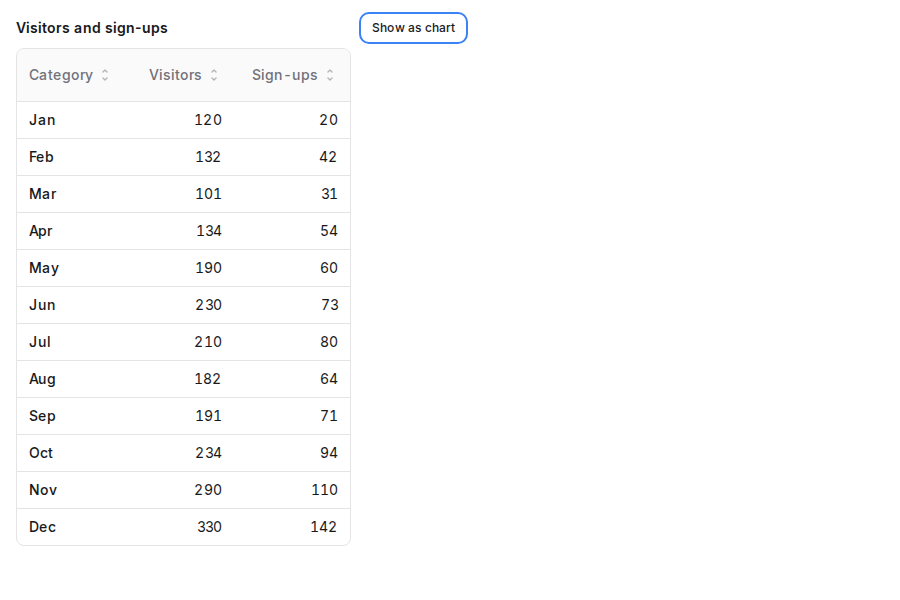 Visitors and sign-ups
Show as chart
Category Visitors Sign-ups
Jan 120 20
Feb 132 42
Mar 101 31
Apr 134 54
May 190 60
Jun 230 73
Jul 210 80
Aug 182 64
Sep 191 71
Oct 234 94
Nov 290 110
Dec 330 142